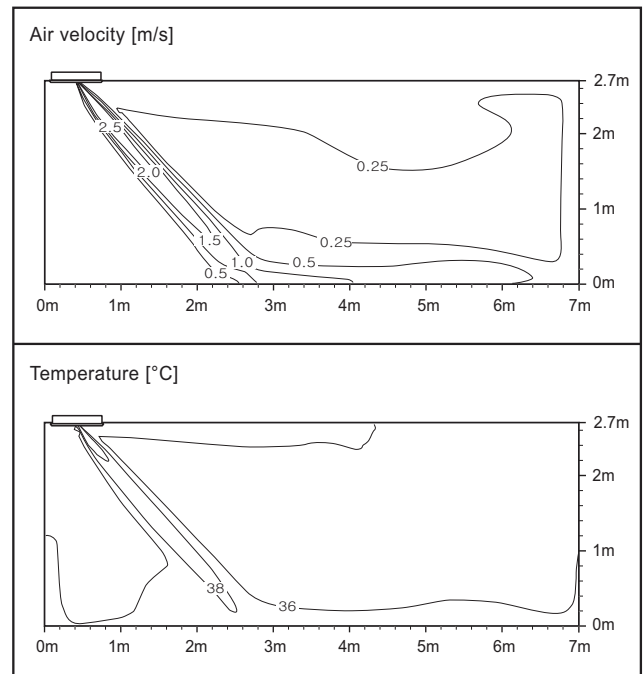 Air velocity [m/s]
2.7m
2.5
2m
2.0
0.25
1m
1.5
0.25
1.0
0.5
0.5
0m
0m 1m 2m 3m 4m 5m 6m 7m
Temperature [°C]
2.7m
2m
1m
38
36
0m
0m 1m 2m 3m 4m 5m 6m 7m